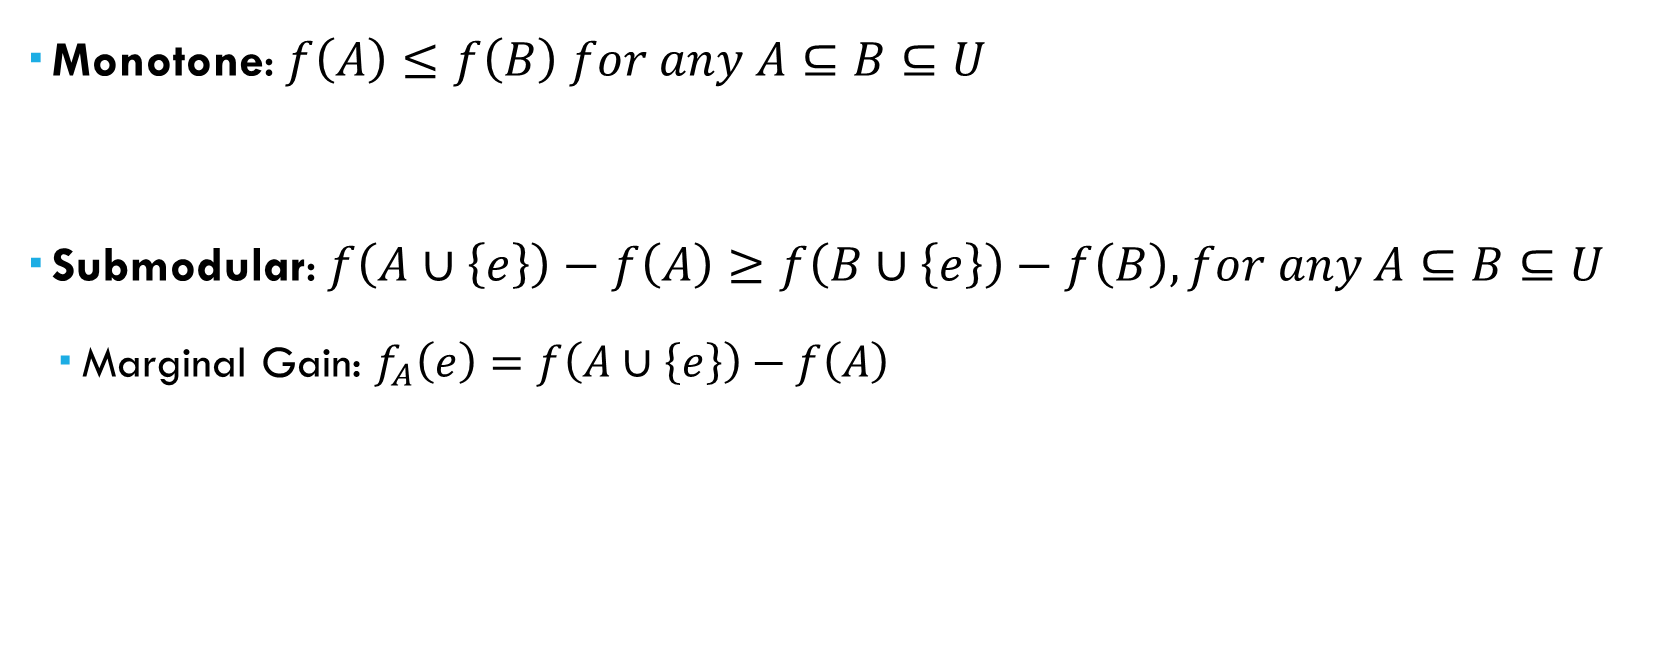 ▪ Monotone: f(A) ≤ f(B) for any A ⊆ B ⊆ U
▪ Submodular: f(A ∪ {e}) − f(A) ≥ f(B ∪ {e}) − f(B), for any A ⊆ B ⊆ U
▪ Marginal Gain: f_A(e) = f(A ∪ {e}) − f(A)